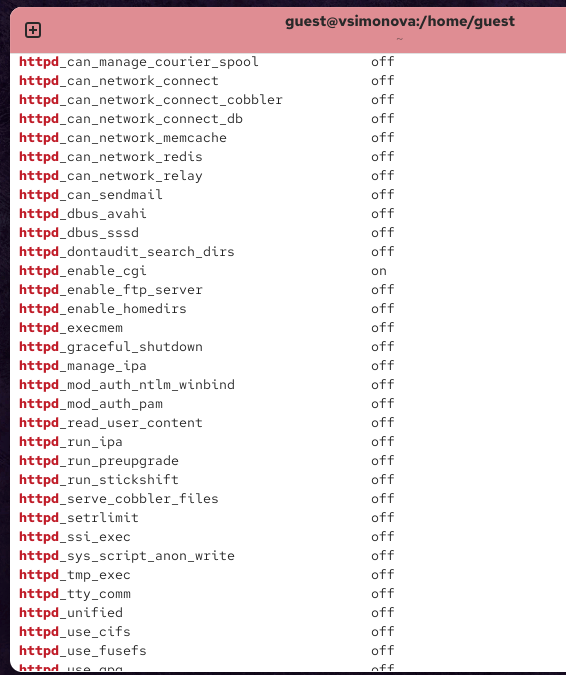 guest@vsimonova:/home/guest
~
httpd_can_manage_courier_spool off
httpd_can_network_connect off
httpd_can_network_connect_cobbler off
httpd_can_network_connect_db off
httpd_can_network_memcache off
httpd_can_network_redis off
httpd_can_network_relay off
httpd_can_sendmail off
httpd_dbus_avahi off
httpd_dbus_sssd off
httpd_dontaudit_search_dirs off
httpd_enable_cgi on
httpd_enable_ftp_server off
httpd_enable_homedirs off
httpd_execmem off
httpd_graceful_shutdown off
httpd_manage_ipa off
httpd_mod_auth_ntlm_winbind off
httpd_mod_auth_pam off
httpd_read_user_content off
httpd_run_ipa off
httpd_run_preupgrade off
httpd_run_stickshift off
httpd_serve_cobbler_files off
httpd_setrlimit off
httpd_ssi_exec off
httpd_sys_script_anon_write off
httpd_tmp_exec off
httpd_tty_comm off
httpd_unified off
httpd_use_cifs off
httpd_use_fusefs off
httpd_use_gpg off